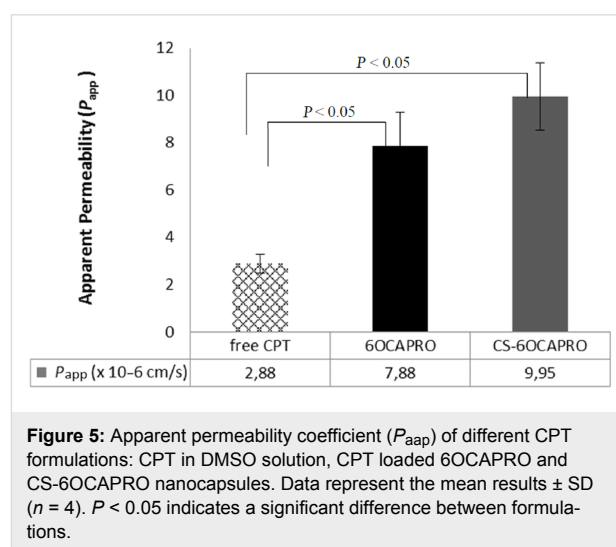 12
10
8
6
4
2
0
Apparent Permeability (Papp)
P < 0.05
P < 0.05
free CPT 6OCAPRO CS-6OCAPRO
Papp (x 10-6 cm/s) 2,88 7,88 9,95
Figure 5: Apparent permeability coefficient (Paap) of different CPT
formulations: CPT in DMSO solution, CPT loaded 6OCAPRO and
CS-6OCAPRO nanocapsules. Data represent the mean results ± SD
(n = 4). P < 0.05 indicates a significant difference between formula-
tions.